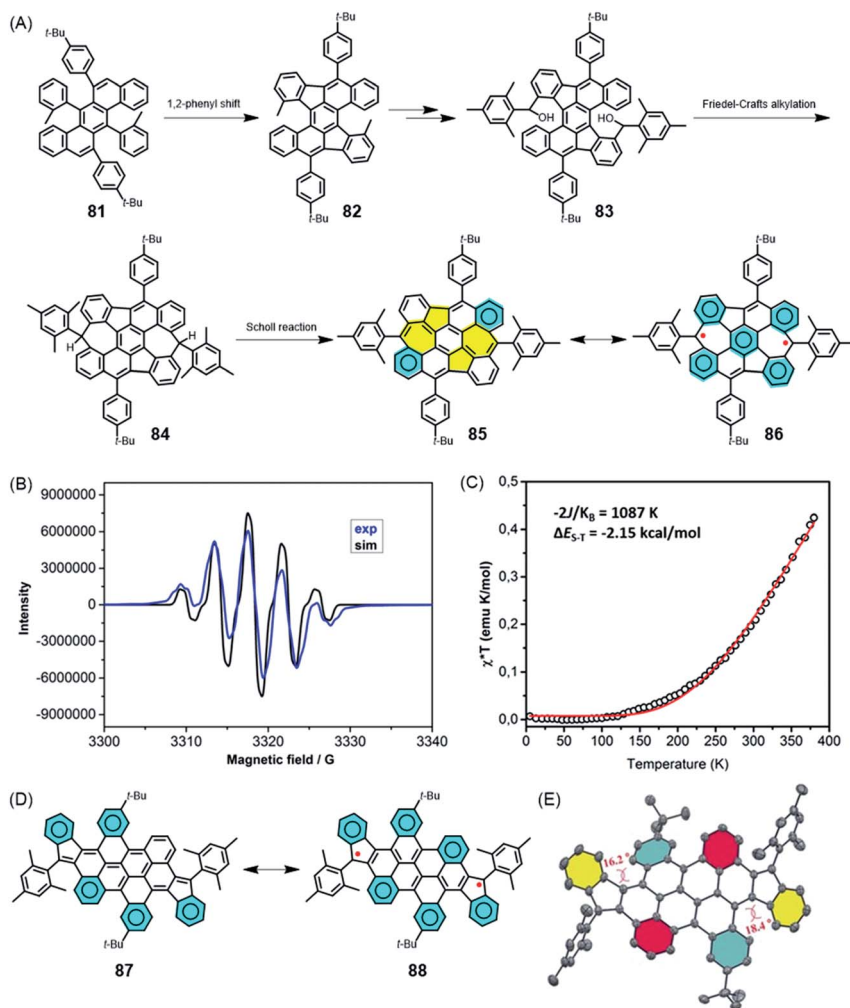 (A)
t-Bu
1,2-phenyl shift
t-Bu
81
t-Bu
t-Bu
82
t-Bu
OH
HO
t-Bu
83
Friedel-Crafts alkylation
t-Bu
H
H
t-Bu
84
Scholl reaction
t-Bu
t-Bu
85
t-Bu
t-Bu
86
(B)
Intensity
9000000
6000000
3000000
0
-3000000
-6000000
-9000000
exp
sim
3300 3310 3320 3330 3340
Magnetic field / G
(C)
χ*T (emu K/mol)
0,5
0,4
0,3
0,2
0,1
0,0
-2J/KB = 1087 K
ΔES-T = -2.15 kcal/mol
0 50 100 150 200 250 300 350 400
Temperature (K)
(D)
t-Bu
t-Bu
87
t-Bu
t-Bu
88
(E)
16.2 °
18.4 °